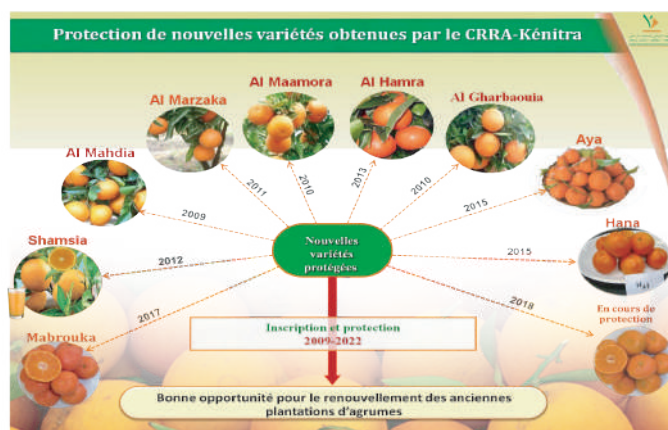 Protection de nouvelles variétés obtenues par le CRRA-Kénitra
Al Maamora
Al Hamra
Al Marzaka
Al Gharbaouia
Aya
Al Mahdia
Hana
Shamsia
Mabrouka
2009
2011
2010
2013
2010
2015
2015
2012
2017
2018
Nouvelles
variétés
protégées
En cours de
protection
Inscription et protection
2009-2022
Bonne opportunité pour le renouvellement des anciennes
plantations d'agrumes